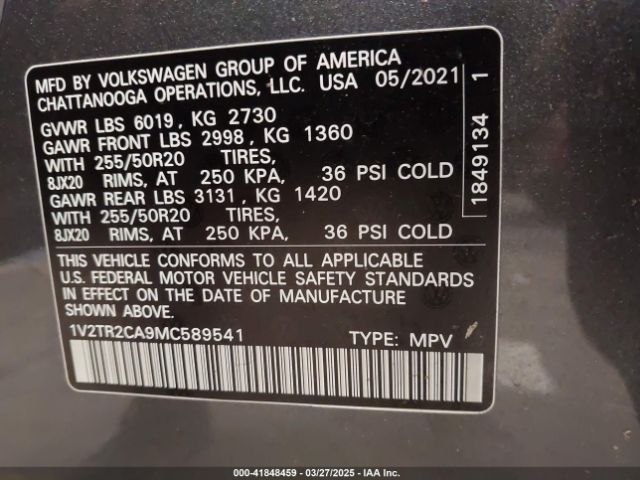 MFD BY VOLKSWAGEN GROUP OF AMERICA
CHATTANOOGA OPERATIONS, LLC. USA 05/2021
GVWR LBS 6019, KG 2730
GAWR FRONT LBS 2998, KG 1360
WITH 255/50R20 TIRES,
8JX20 RIMS, AT 250 KPA, 36 PSI COLD
GAWR REAR LBS 3131, KG 1420
WITH 255/50R20 TIRES,
8JX20 RIMS, AT 250 KPA, 36 PSI COLD
1849134 1
THIS VEHICLE CONFORMS TO ALL APPLICABLE
U.S. FEDERAL MOTOR VEHICLE SAFETY STANDARDS
IN EFFECT ON THE DATE OF MANUFACTURE
SHOWN ABOVE.
1V2TR2CA9MC589541 TYPE: MPV
000-41848459 - 03/27/2025 - IAA Inc.